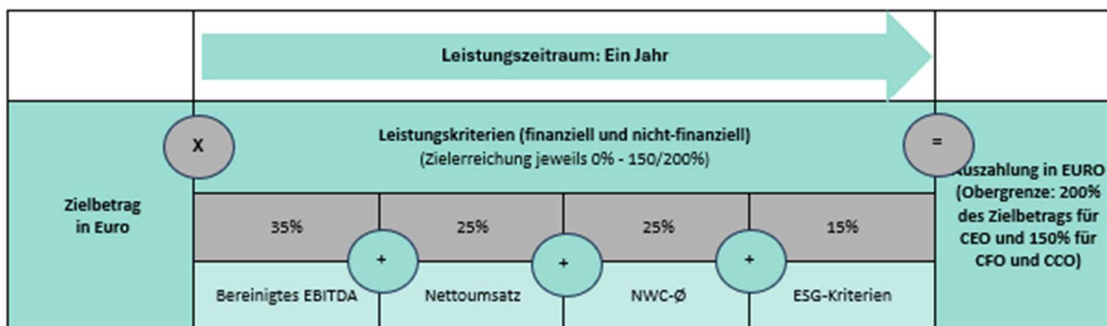 Leistungszeitraum: Ein Jahr
X
Leistungskriterien (finanziell und nicht-finanziell)
(Zielerreichung jeweils 0% - 150/200%)
=
Zielbetrag
in Euro
35%
+
25%
+
25%
+
15%
Bereinigtes EBITDA
Nettoumsatz
NWC-Ø
ESG-Kriterien
uszahlung in EURO
(Obergrenze: 200%
des Zielbetrags für
CEO und 150% für
CFO und CCO)